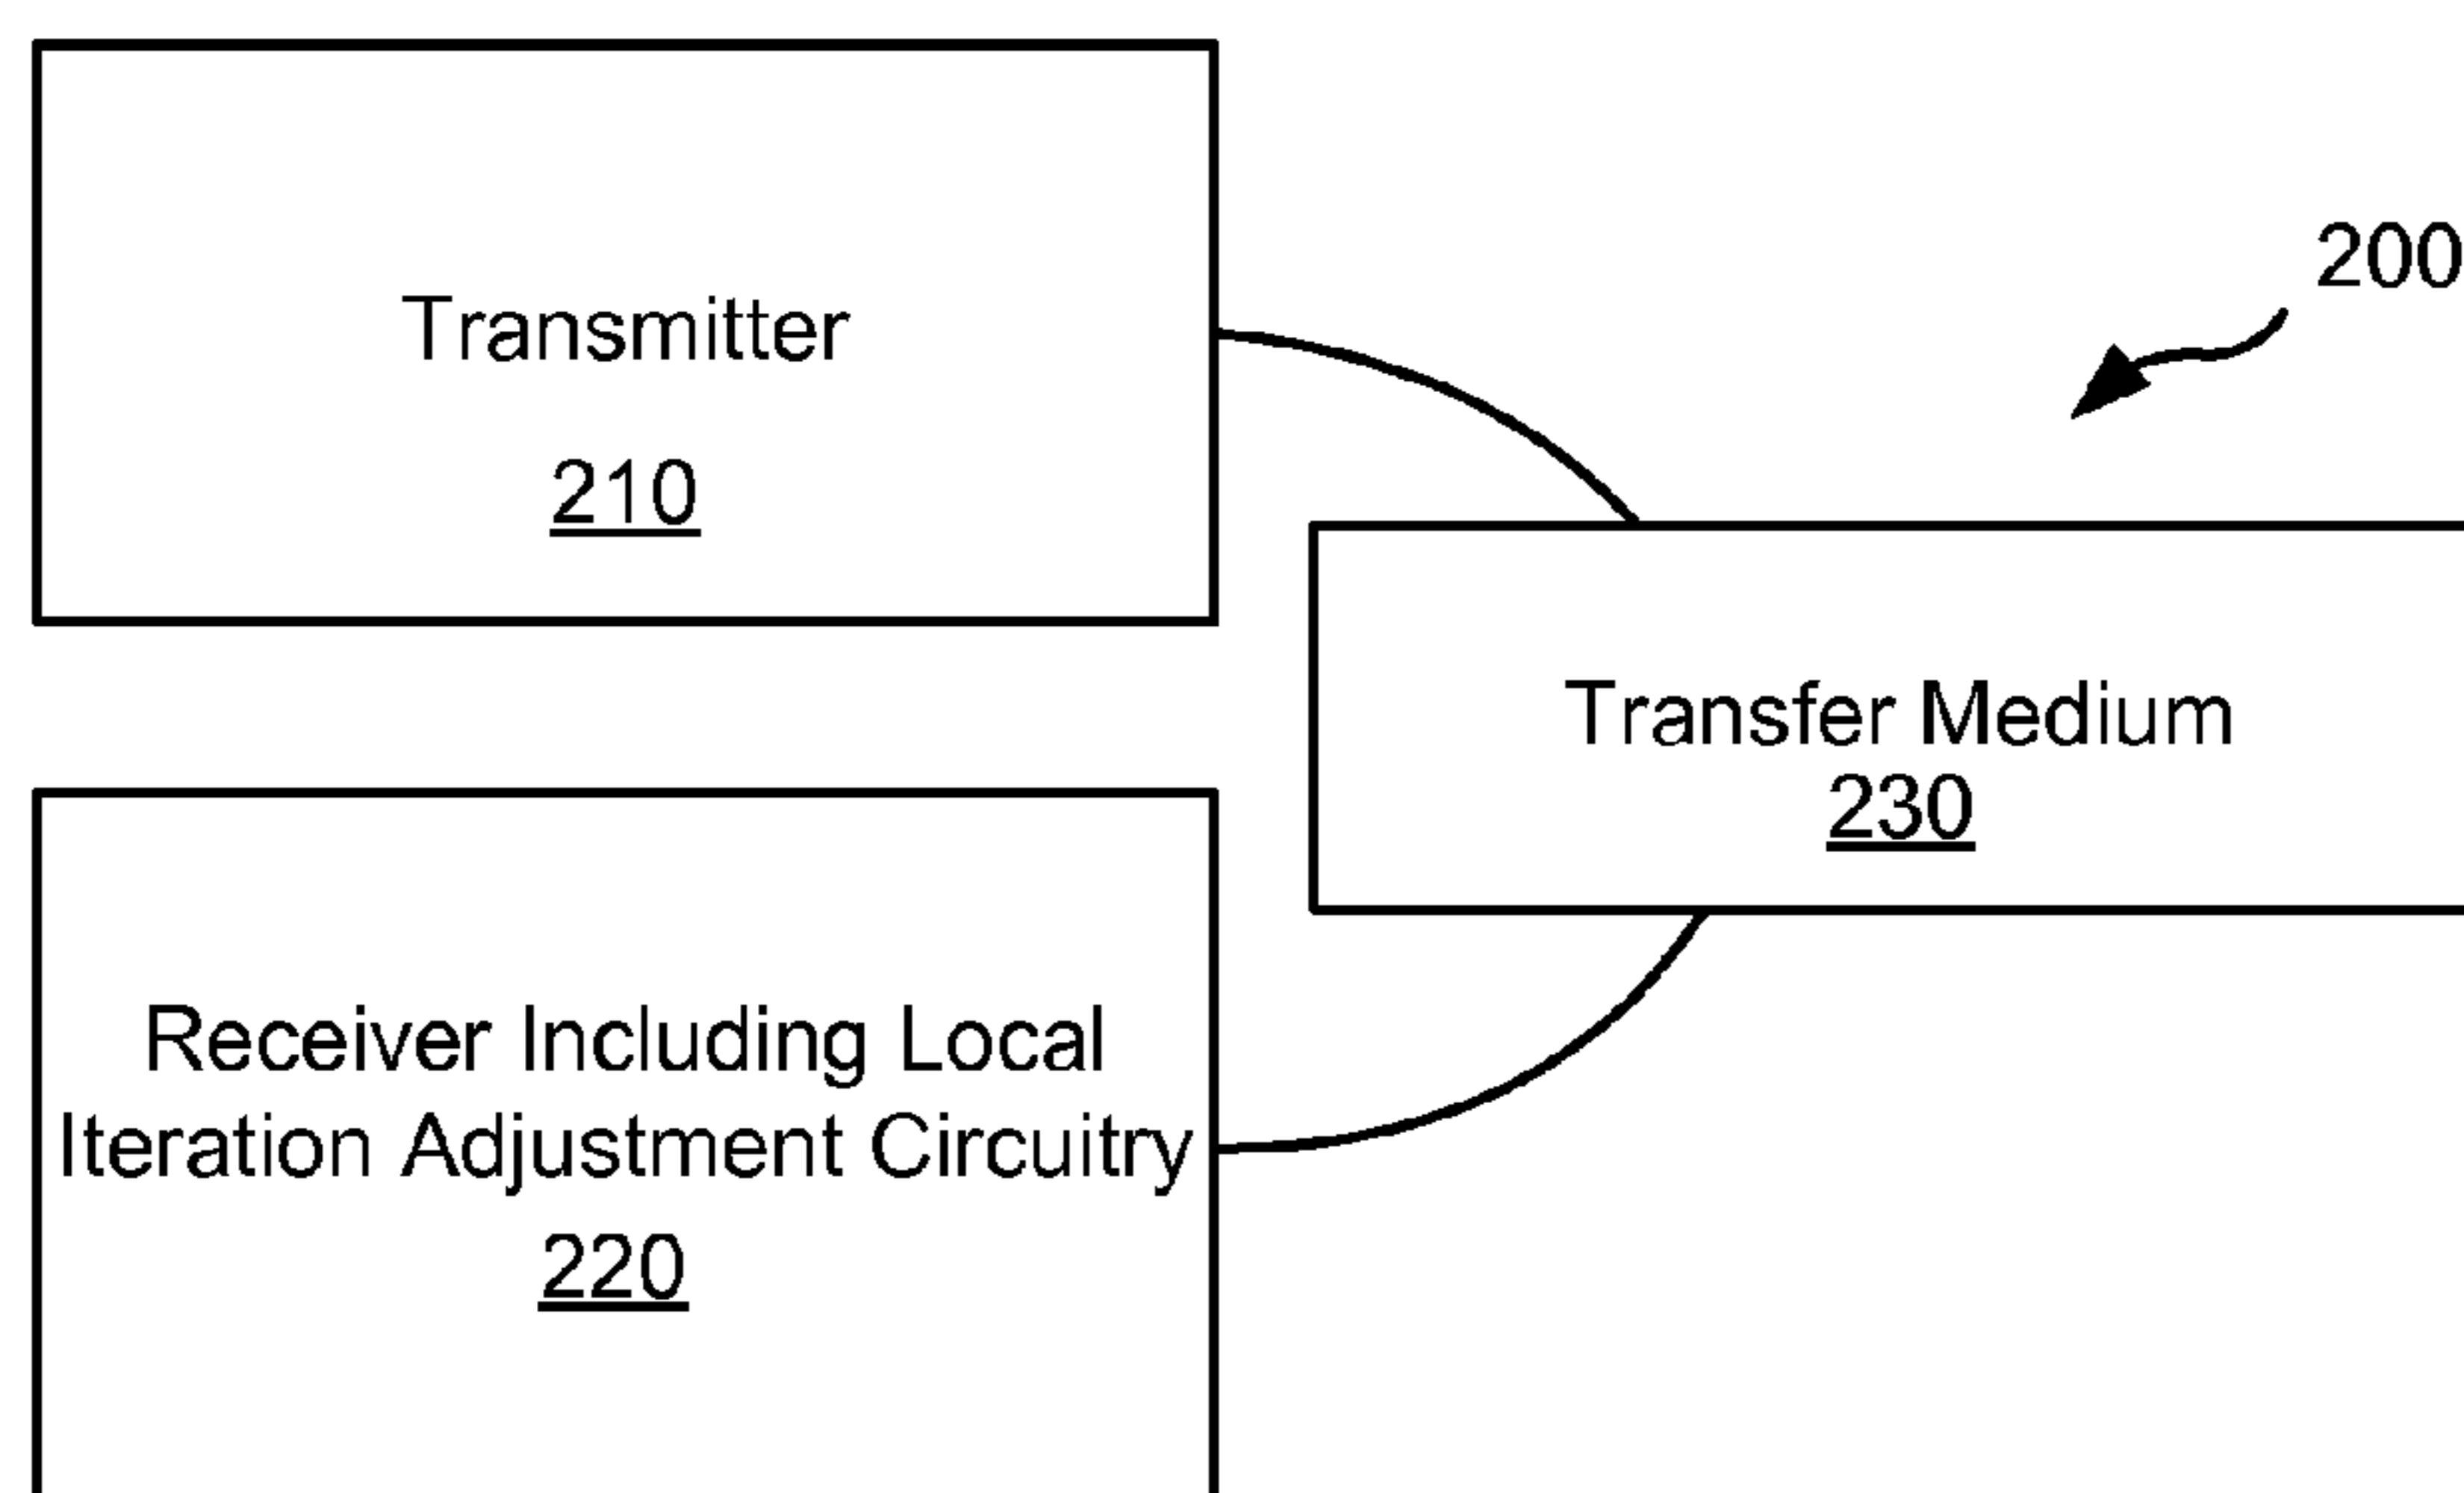 Transmitter
210
200
Transfer Medium
230
Receiver Including Local
Iteration Adjustment Circuitry
220